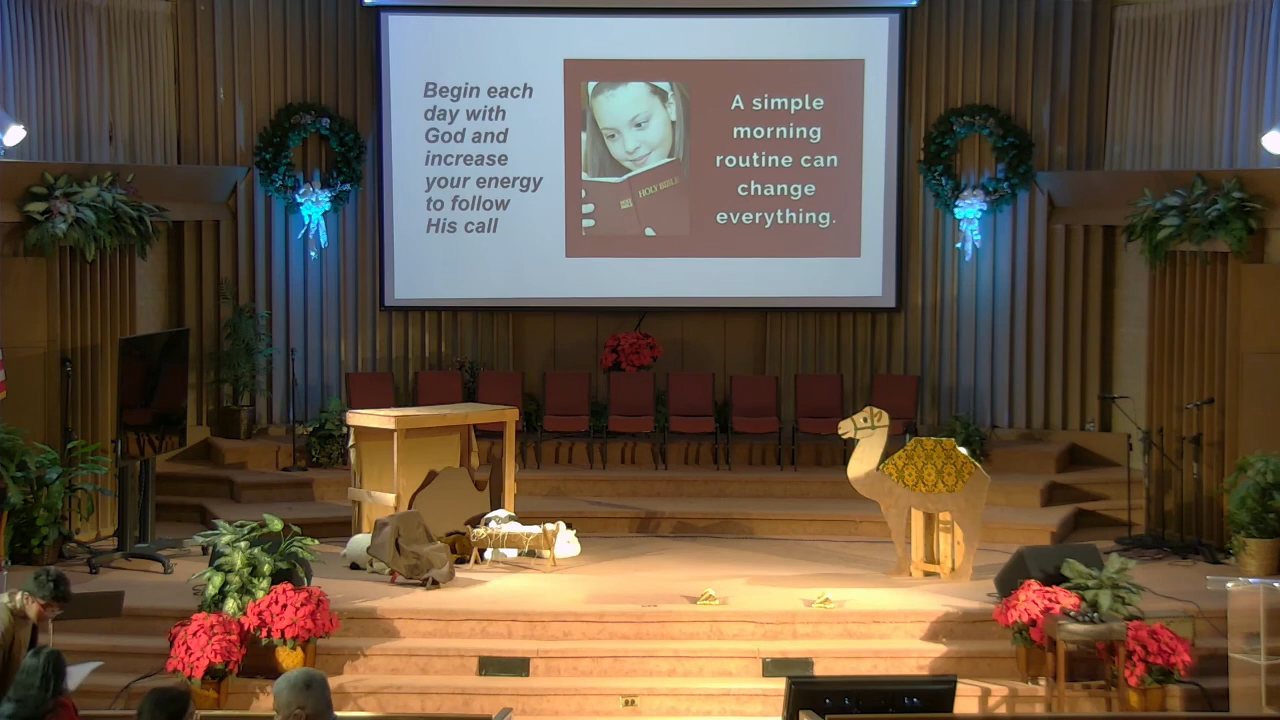 Begin each
day with
God and
increase
your energy
to follow
His call
HOLY BIBLE
A simple
morning
routine can
change
everything.